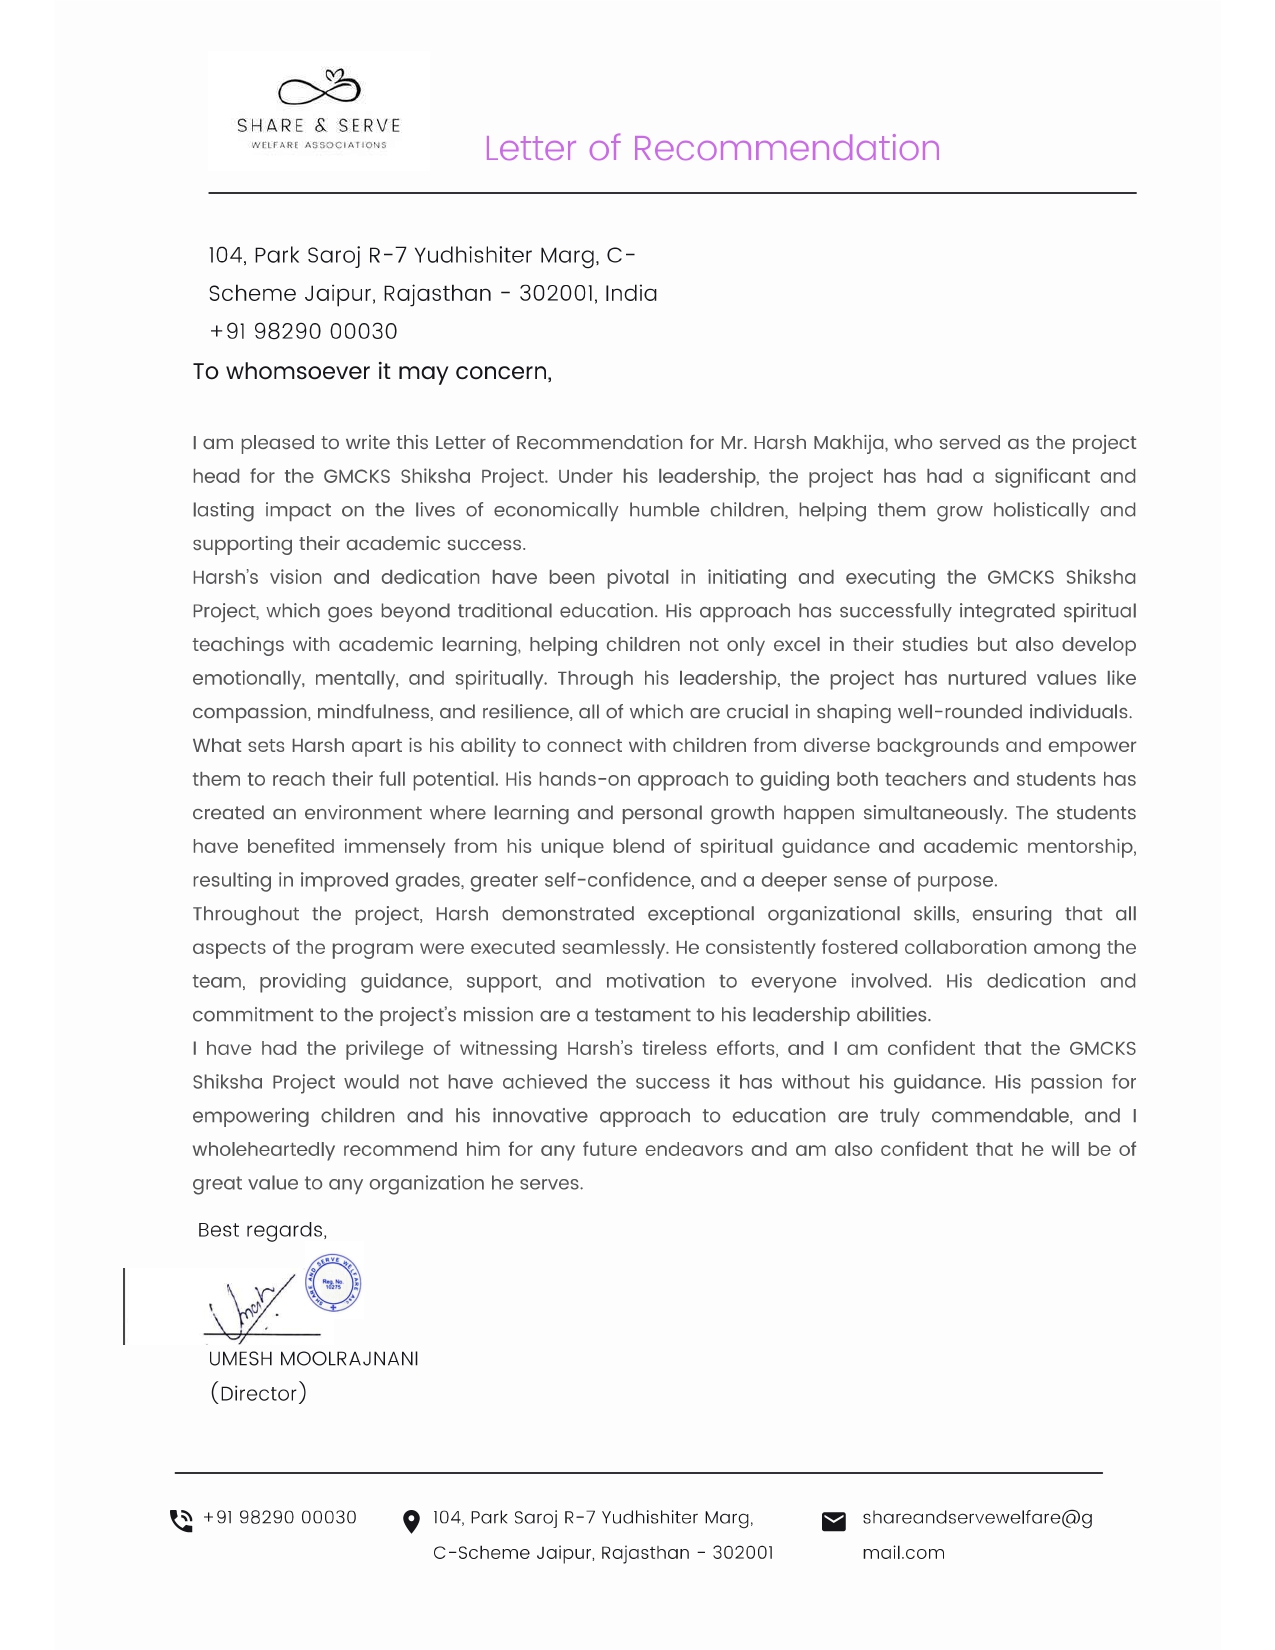 SHARE & SERVE
WELFARE ASSOCIATIONS
Letter of Recommendation
104, Park Saroj R-7 Yudhishiter Marg, C-
Scheme Jaipur, Rajasthan - 302001, India
+91 98290 00030
To whomsoever it may concern,
I am pleased to write this Letter of Recommendation for Mr. Harsh Makhija, who served as the project
head for the GMCKS Shiksha Project. Under his leadership, the project has had a significant and
lasting impact on the lives of economically humble children, helping them grow holistically and
supporting their academic success.
Harsh's vision and dedication have been pivotal in initiating and executing the GMCKS Shiksha
Project, which goes beyond traditional education. His approach has successfully integrated spiritual
teachings with academic learning, helping children not only excel in their studies but also develop
emotionally, mentally, and spiritually. Through his leadership, the project has nurtured values like
compassion, mindfulness, and resilience, all of which are crucial in shaping well-rounded individuals.
What sets Harsh apart is his ability to connect with children from diverse backgrounds and empower
them to reach their full potential. His hands-on approach to guiding both teachers and students has
created an environment where learning and personal growth happen simultaneously. The students
have benefited immensely from his unique blend of spiritual guidance and academic mentorship,
resulting in improved grades, greater self-confidence, and a deeper sense of purpose.
Throughout the project, Harsh demonstrated exceptional organizational skills, ensuring that all
aspects of the program were executed seamlessly. He consistently fostered collaboration among the
team, providing guidance, support, and motivation to everyone involved. His dedication and
commitment to the project's mission are a testament to his leadership abilities.
I have had the privilege of witnessing Harsh's tireless efforts, and I am confident that the GMCKS
Shiksha Project would not have achieved the success it has without his guidance. His passion for
empowering children and his innovative approach to education are truly commendable, and I
wholeheartedly recommend him for any future endeavors and am also confident that he will be of
great value to any organization he serves.
Best regards,
Umesh
SHARE AND SERVE WELFARE ASS
Reg. No.
10275
UMESH MOOLRAJNANI
(Director)
+91 98290 00030
104, Park Saroj R-7 Yudhishiter Marg,
C-Scheme Jaipur, Rajasthan - 302001
shareandservewelfare@g
mail.com